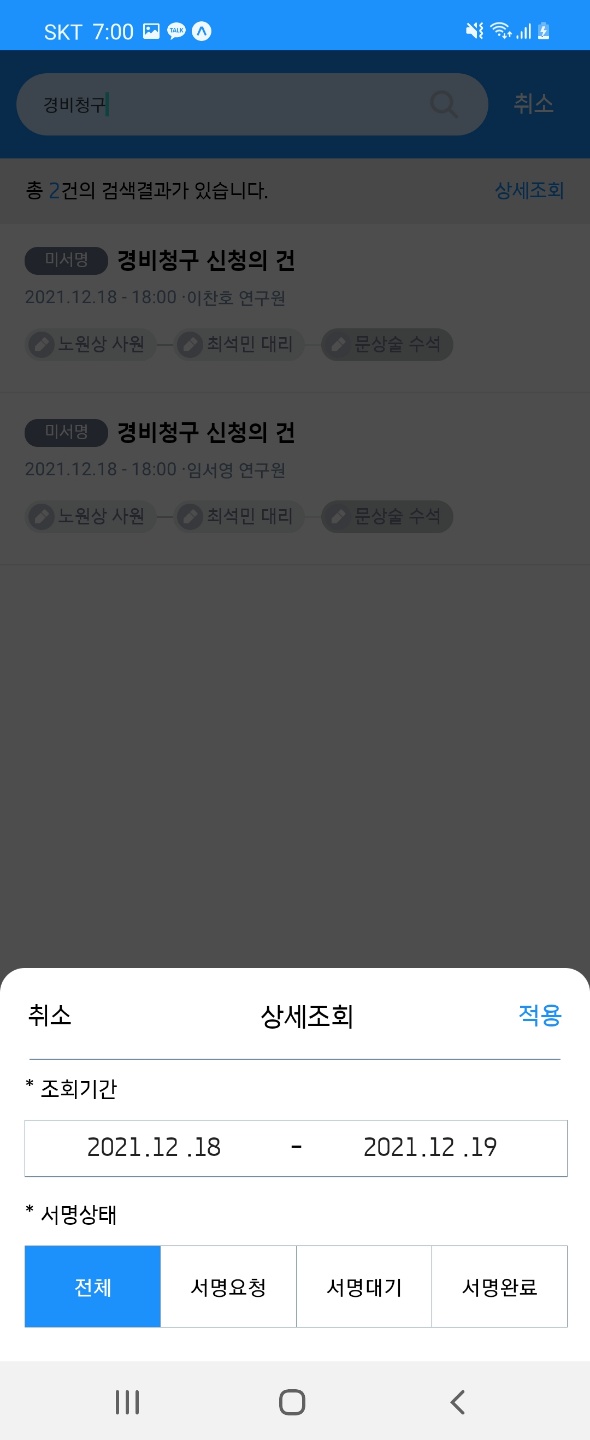 SKT 7:00 TALK
경비청구 취소
총 2건의 검색결과가 있습니다. 상세조회
미서명 경비청구 신청의 건
2021.12.18 - 18:00 ·이찬호 연구원
노원상 사원 최석민 대리 문상술 수석
미서명 경비청구 신청의 건
2021.12.18 - 18:00 ·임서영 연구원
노원상 사원 최석민 대리 문상술 수석
취소 상세조회 적용
* 조회기간
2021.12 .18 - 2021.12 .19
* 서명상태
전체 서명요청 서명대기 서명완료